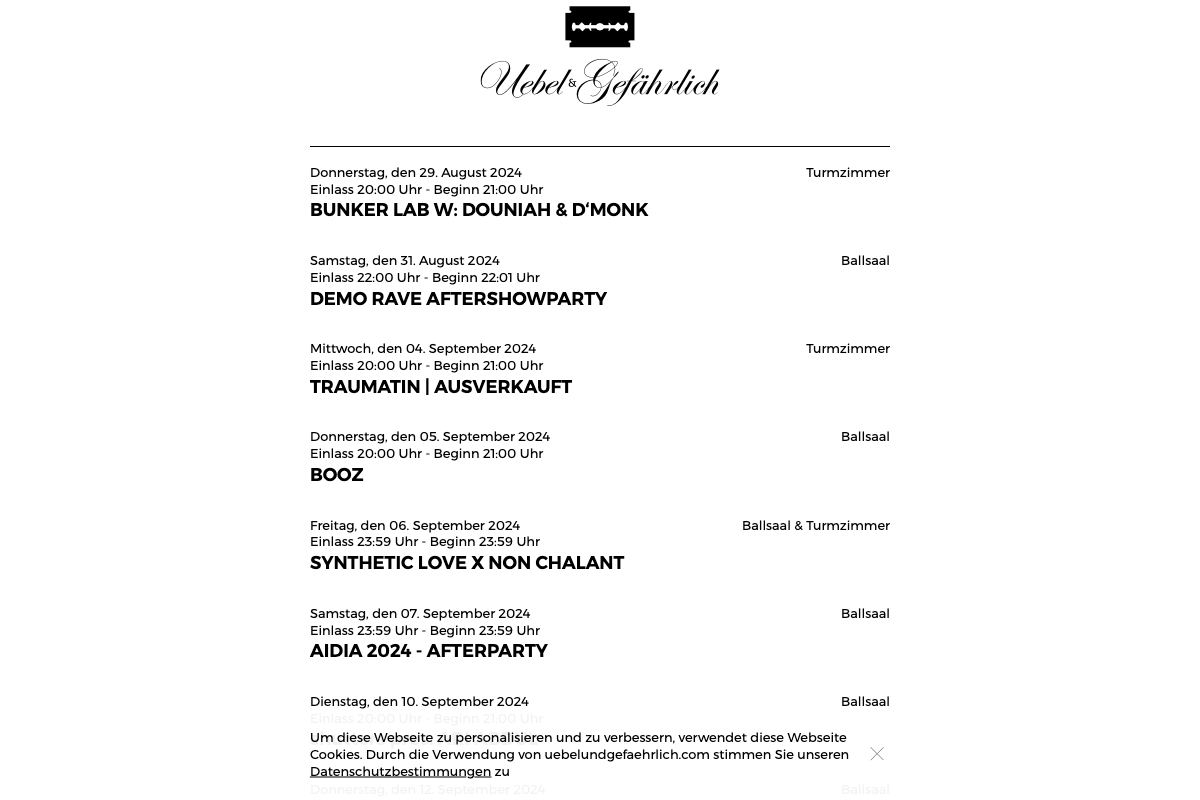 Uebel & Gefährlich
Donnerstag, den 29. August 2024 Turmzimmer
Einlass 20:00 Uhr - Beginn 21:00 Uhr
BUNKER LAB W: DOUNIAH & D‘MONK
Samstag, den 31. August 2024 Ballsaal
Einlass 22:00 Uhr - Beginn 22:01 Uhr
DEMO RAVE AFTERSHOWPARTY
Mittwoch, den 04. September 2024 Turmzimmer
Einlass 20:00 Uhr - Beginn 21:00 Uhr
TRAUMATIN | AUSVERKAUFT
Donnerstag, den 05. September 2024 Ballsaal
Einlass 20:00 Uhr - Beginn 21:00 Uhr
BOOZ
Freitag, den 06. September 2024 Ballsaal & Turmzimmer
Einlass 23:59 Uhr - Beginn 23:59 Uhr
SYNTHETIC LOVE X NON CHALANT
Samstag, den 07. September 2024 Ballsaal
Einlass 23:59 Uhr - Beginn 23:59 Uhr
AIDIA 2024 - AFTERPARTY
Dienstag, den 10. September 2024 Ballsaal
Einlass 20:00 Uhr - Beginn 21:00 Uhr
Um diese Webseite zu personalisieren und zu verbessern, verwendet diese Webseite
Cookies. Durch die Verwendung von uebelundgefaehrlich.com stimmen Sie unseren
Datenschutzbestimmungen zu
Donnerstag, den 12. September 2024 Ballsaal